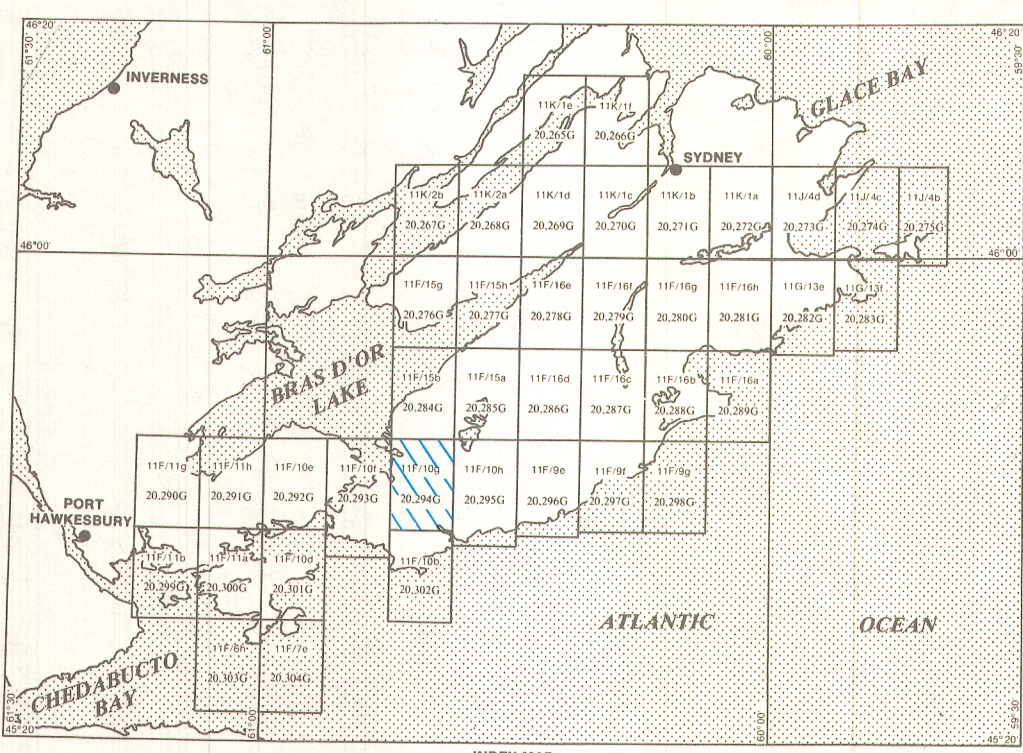 46°20'
61°30'
61°00'
60°00'
46°20'
59°30'
INVERNESS
GLACE BAY
SYDNEY
11K/1e
11K/1f
20,265G
20,266G
11K/2b
11K/2a
11K/1d
11K/1c
11K/1b
11K/1a
11J/4d
11J/4c
11J/4b
20,267G
20,268G
20,269G
20,270G
20,271G
20,272G
20,273G
20,274G
20,275G
46°00'
46°00'
11F/15g
11F/15h
11F/16e
11F/16f
11F/16g
11F/16h
11G/13e
11G/13f
20,276G
20,277G
20,278G
20,279G
20,280G
20,281G
20,282G
20,283G
BRAS D'OR
LAKE
11F/15b
11F/15a
11F/16d
11F/16c
11F/16b
11F/16a
20,284G
20,285G
20,286G
20,287G
20,288G
20,289G
11F/11g
11F/11h
11F/10e
11F/10f
11F/10g
11F/10h
11F/9e
11F/9f
11F/9g
20,290G
20,291G
20,292G
20,293G
20,294G
20,295G
20,296G
20,297G
20,298G
PORT
HAWKESBURY
11F/11b
11F/11a
11F/10d
11F/10b
20,299G
20,300G
20,301G
20,302G
ATLANTIC
OCEAN
11F/6h
11F/7e
20,303G
20,304G
CHEDABUCTO
BAY
61°30'
45°20'
61°00'
60°00'
59°30'
45°20'